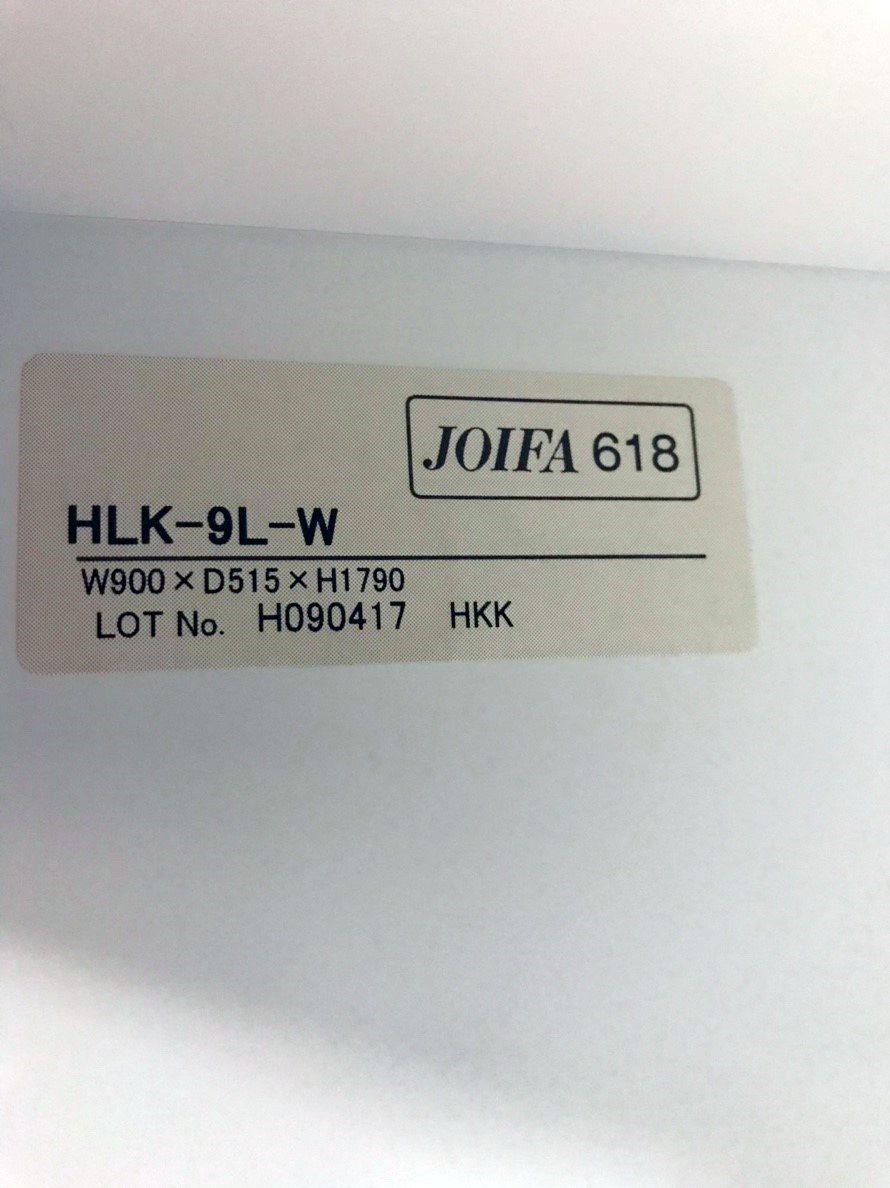 JOIFA 618
HLK-9L-W
W900×D515×H1790
LOT No. H090417 HKK